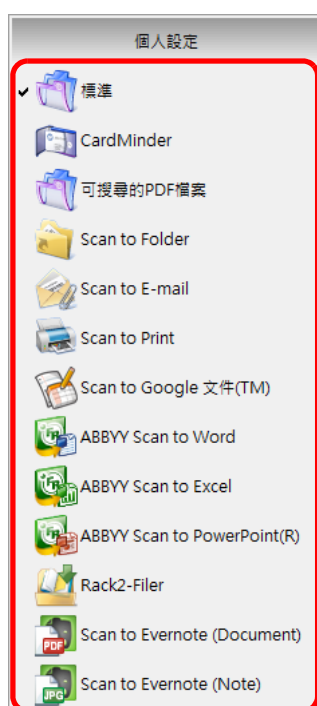 個人設定
標準
CardMinder
可搜尋的PDF檔案
Scan to Folder
Scan to E-mail
Scan to Print
Scan to Google 文件(TM)
ABBYY Scan to Word
ABBYY Scan to Excel
ABBYY Scan to PowerPoint(R)
Rack2-Filer
PDF
Scan to Evernote (Document)
JPG
Scan to Evernote (Note)